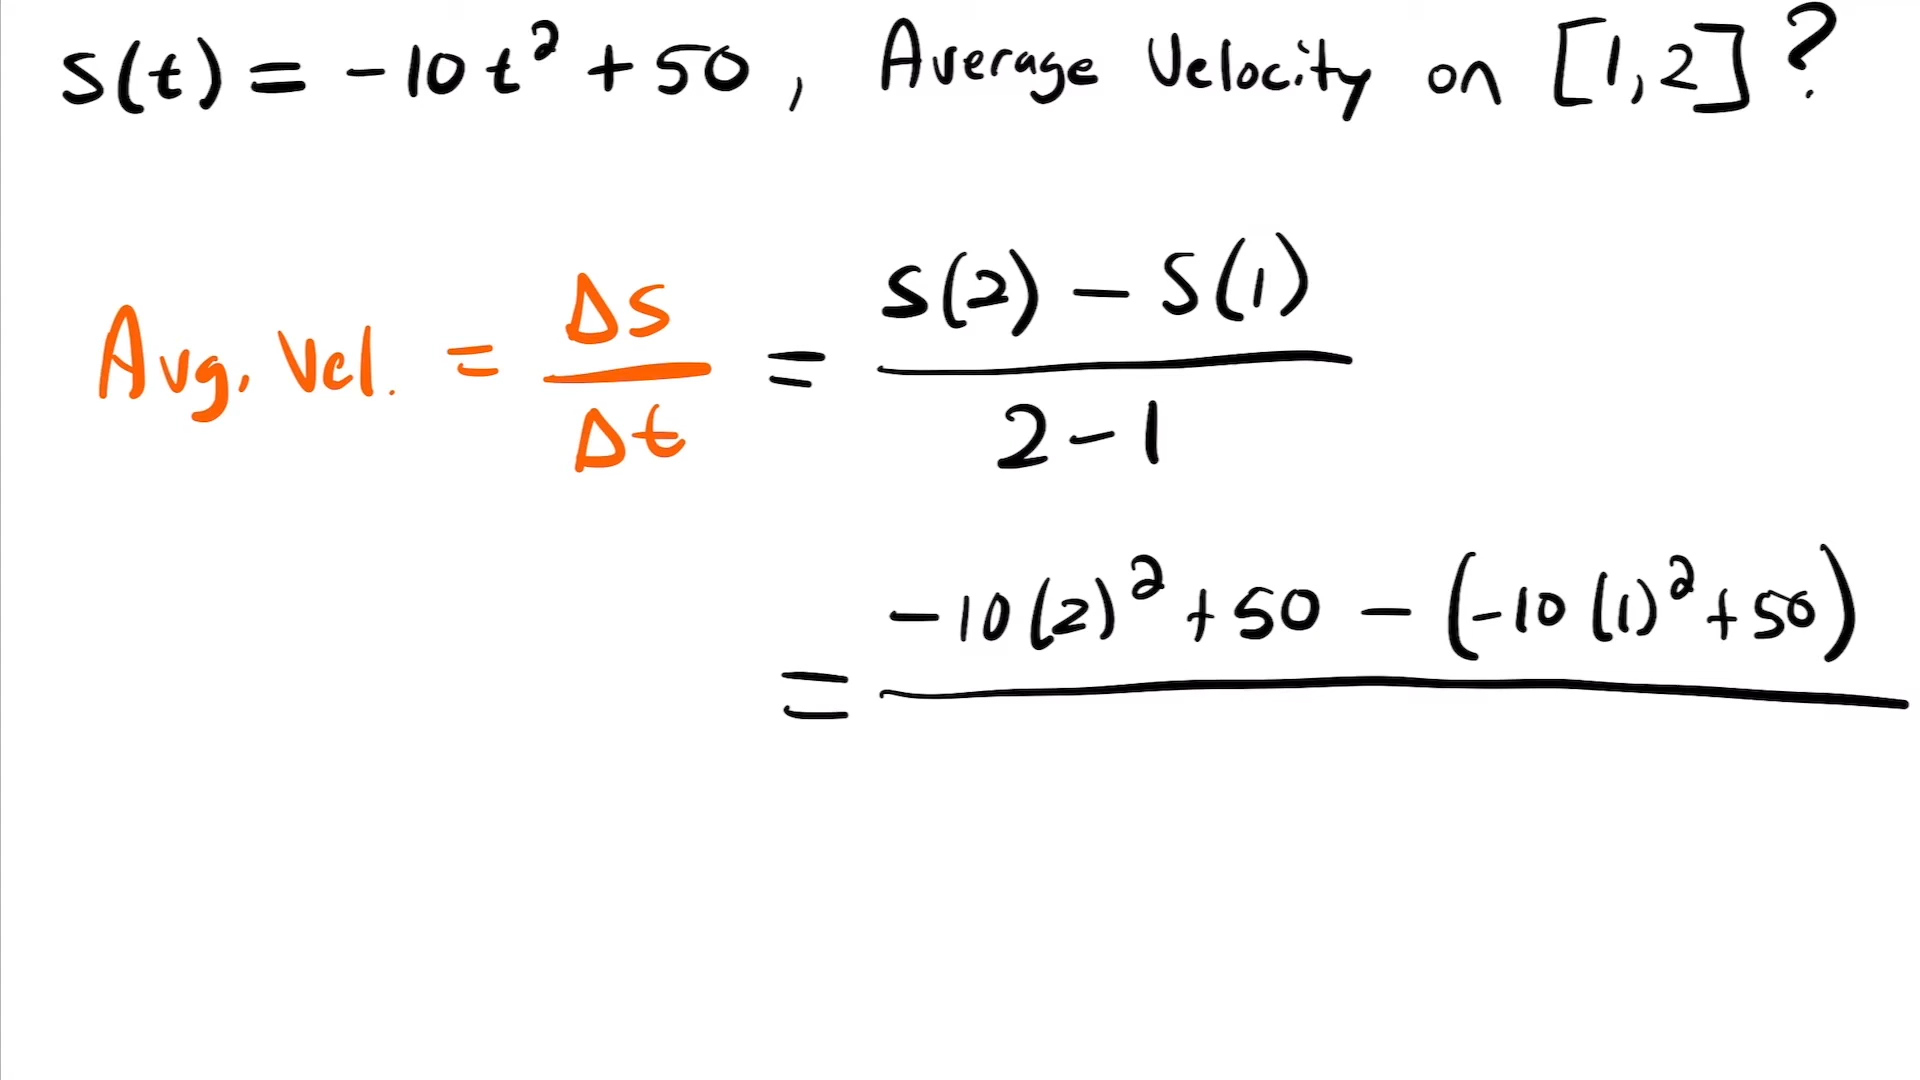 s(t) = -10t² + 50, Average Velocity on [1,2]?
Avg. Vel. = Δs/Δt = (s(2) - s(1))/(2-1)
= -10(2)² + 50 - (-10(1)² + 50)